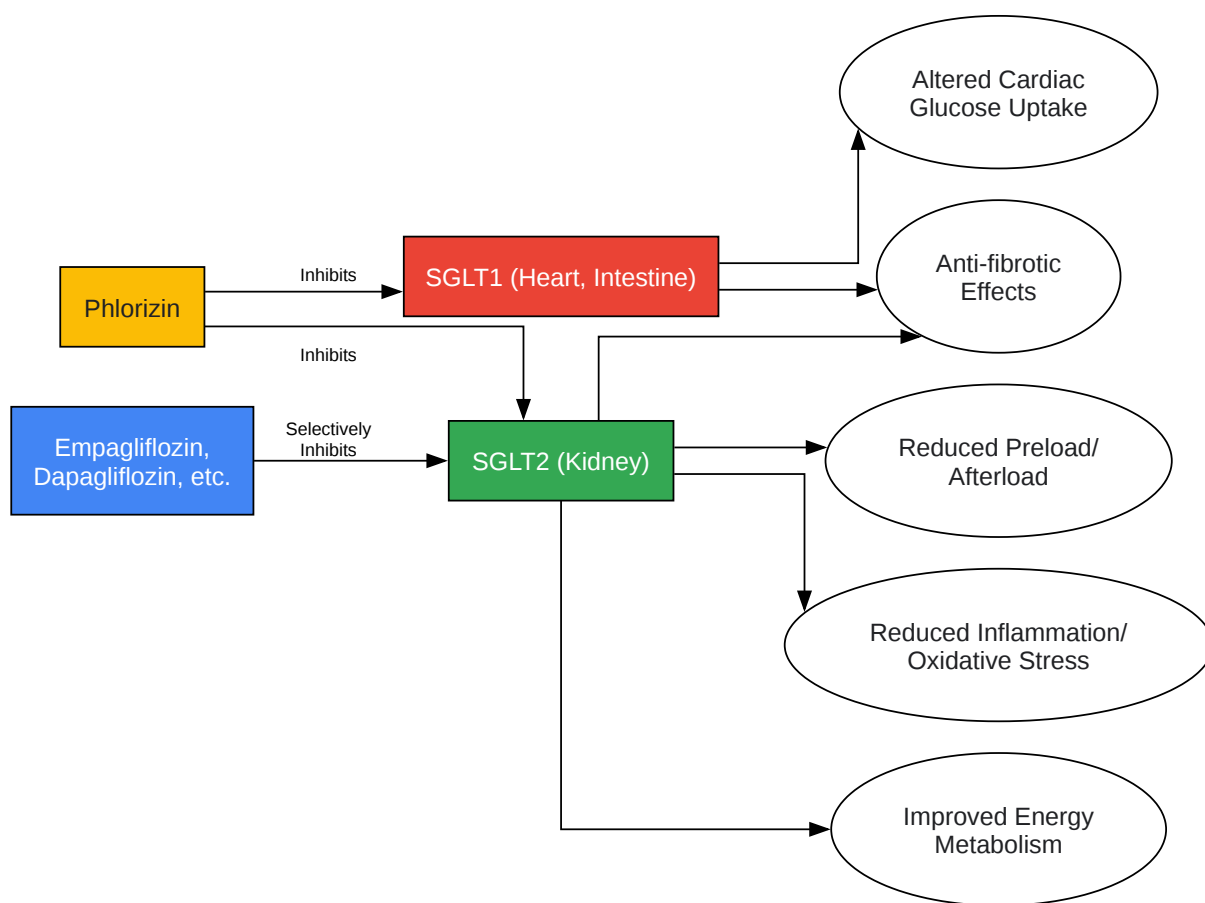 Altered Cardiac
Glucose Uptake
Anti-fibrotic
Effects
Inhibits
SGLT1 (Heart, Intestine)
Phlorizin
Inhibits
Selectively
Inhibits
Empagliflozin,
Dapagliflozin, etc.
SGLT2 (Kidney)
Reduced Preload/
Afterload
Reduced Inflammation/
Oxidative Stress
Improved Energy
Metabolism